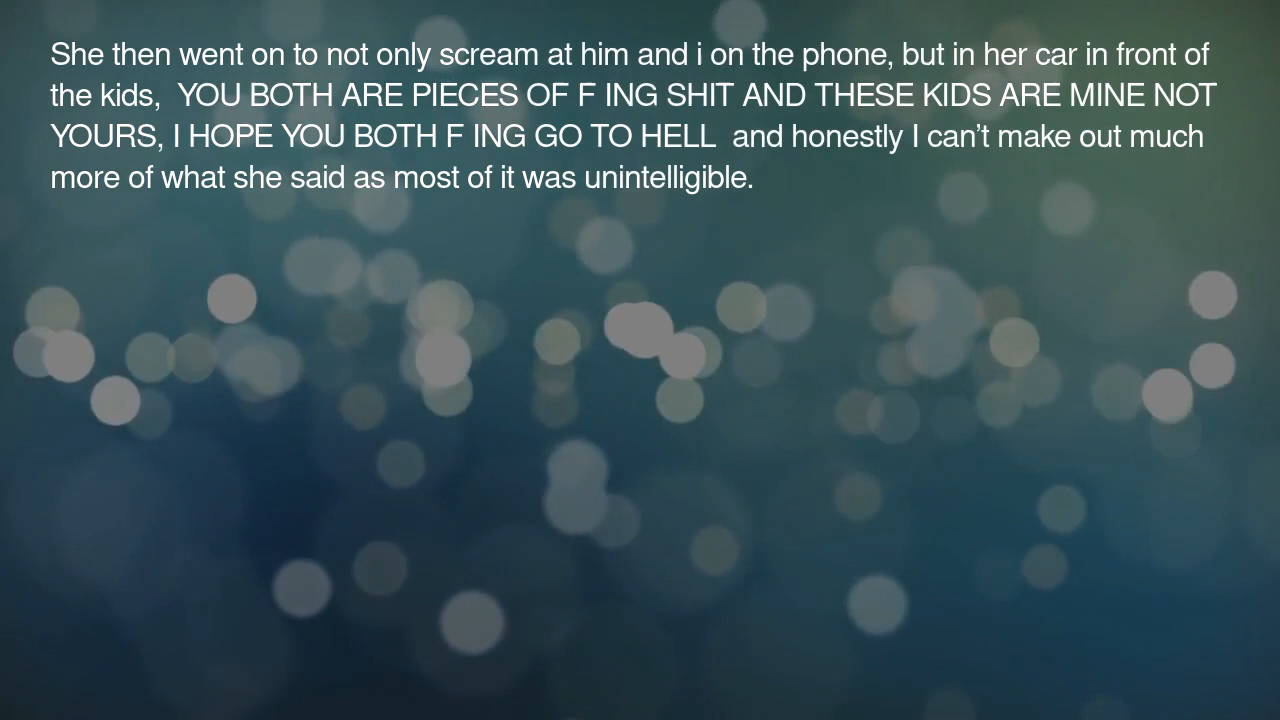 She then went on to not only scream at him and i on the phone, but in her car in front of
the kids,  YOU BOTH ARE PIECES OF F ING SHIT AND THESE KIDS ARE MINE NOT
YOURS, I HOPE YOU BOTH F ING GO TO HELL  and honestly I can’t make out much
more of what she said as most of it was unintelligible.